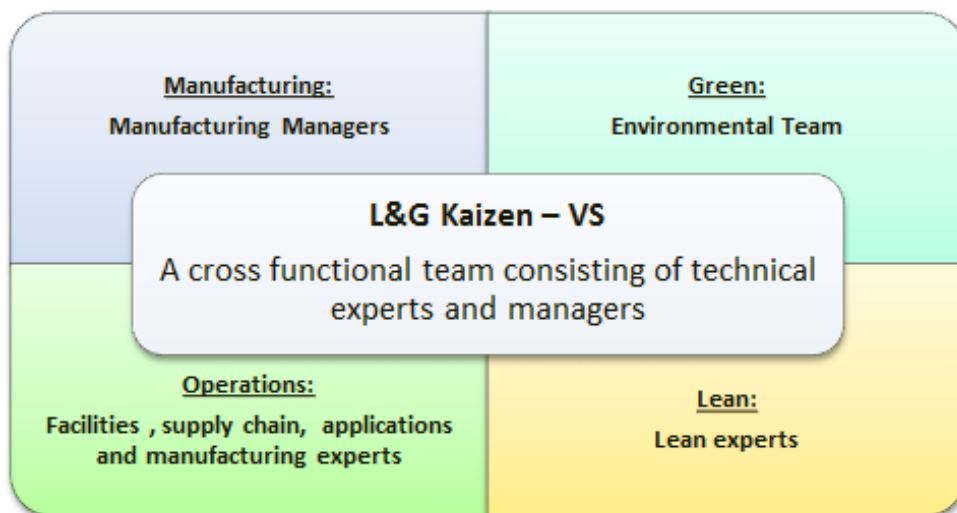 Manufacturing:
Manufacturing Managers
Green:
Environmental Team
L&G Kaizen – VS
A cross functional team consisting of technical
experts and managers
Operations:
Facilities , supply chain, applications
and manufacturing experts
Lean:
Lean experts